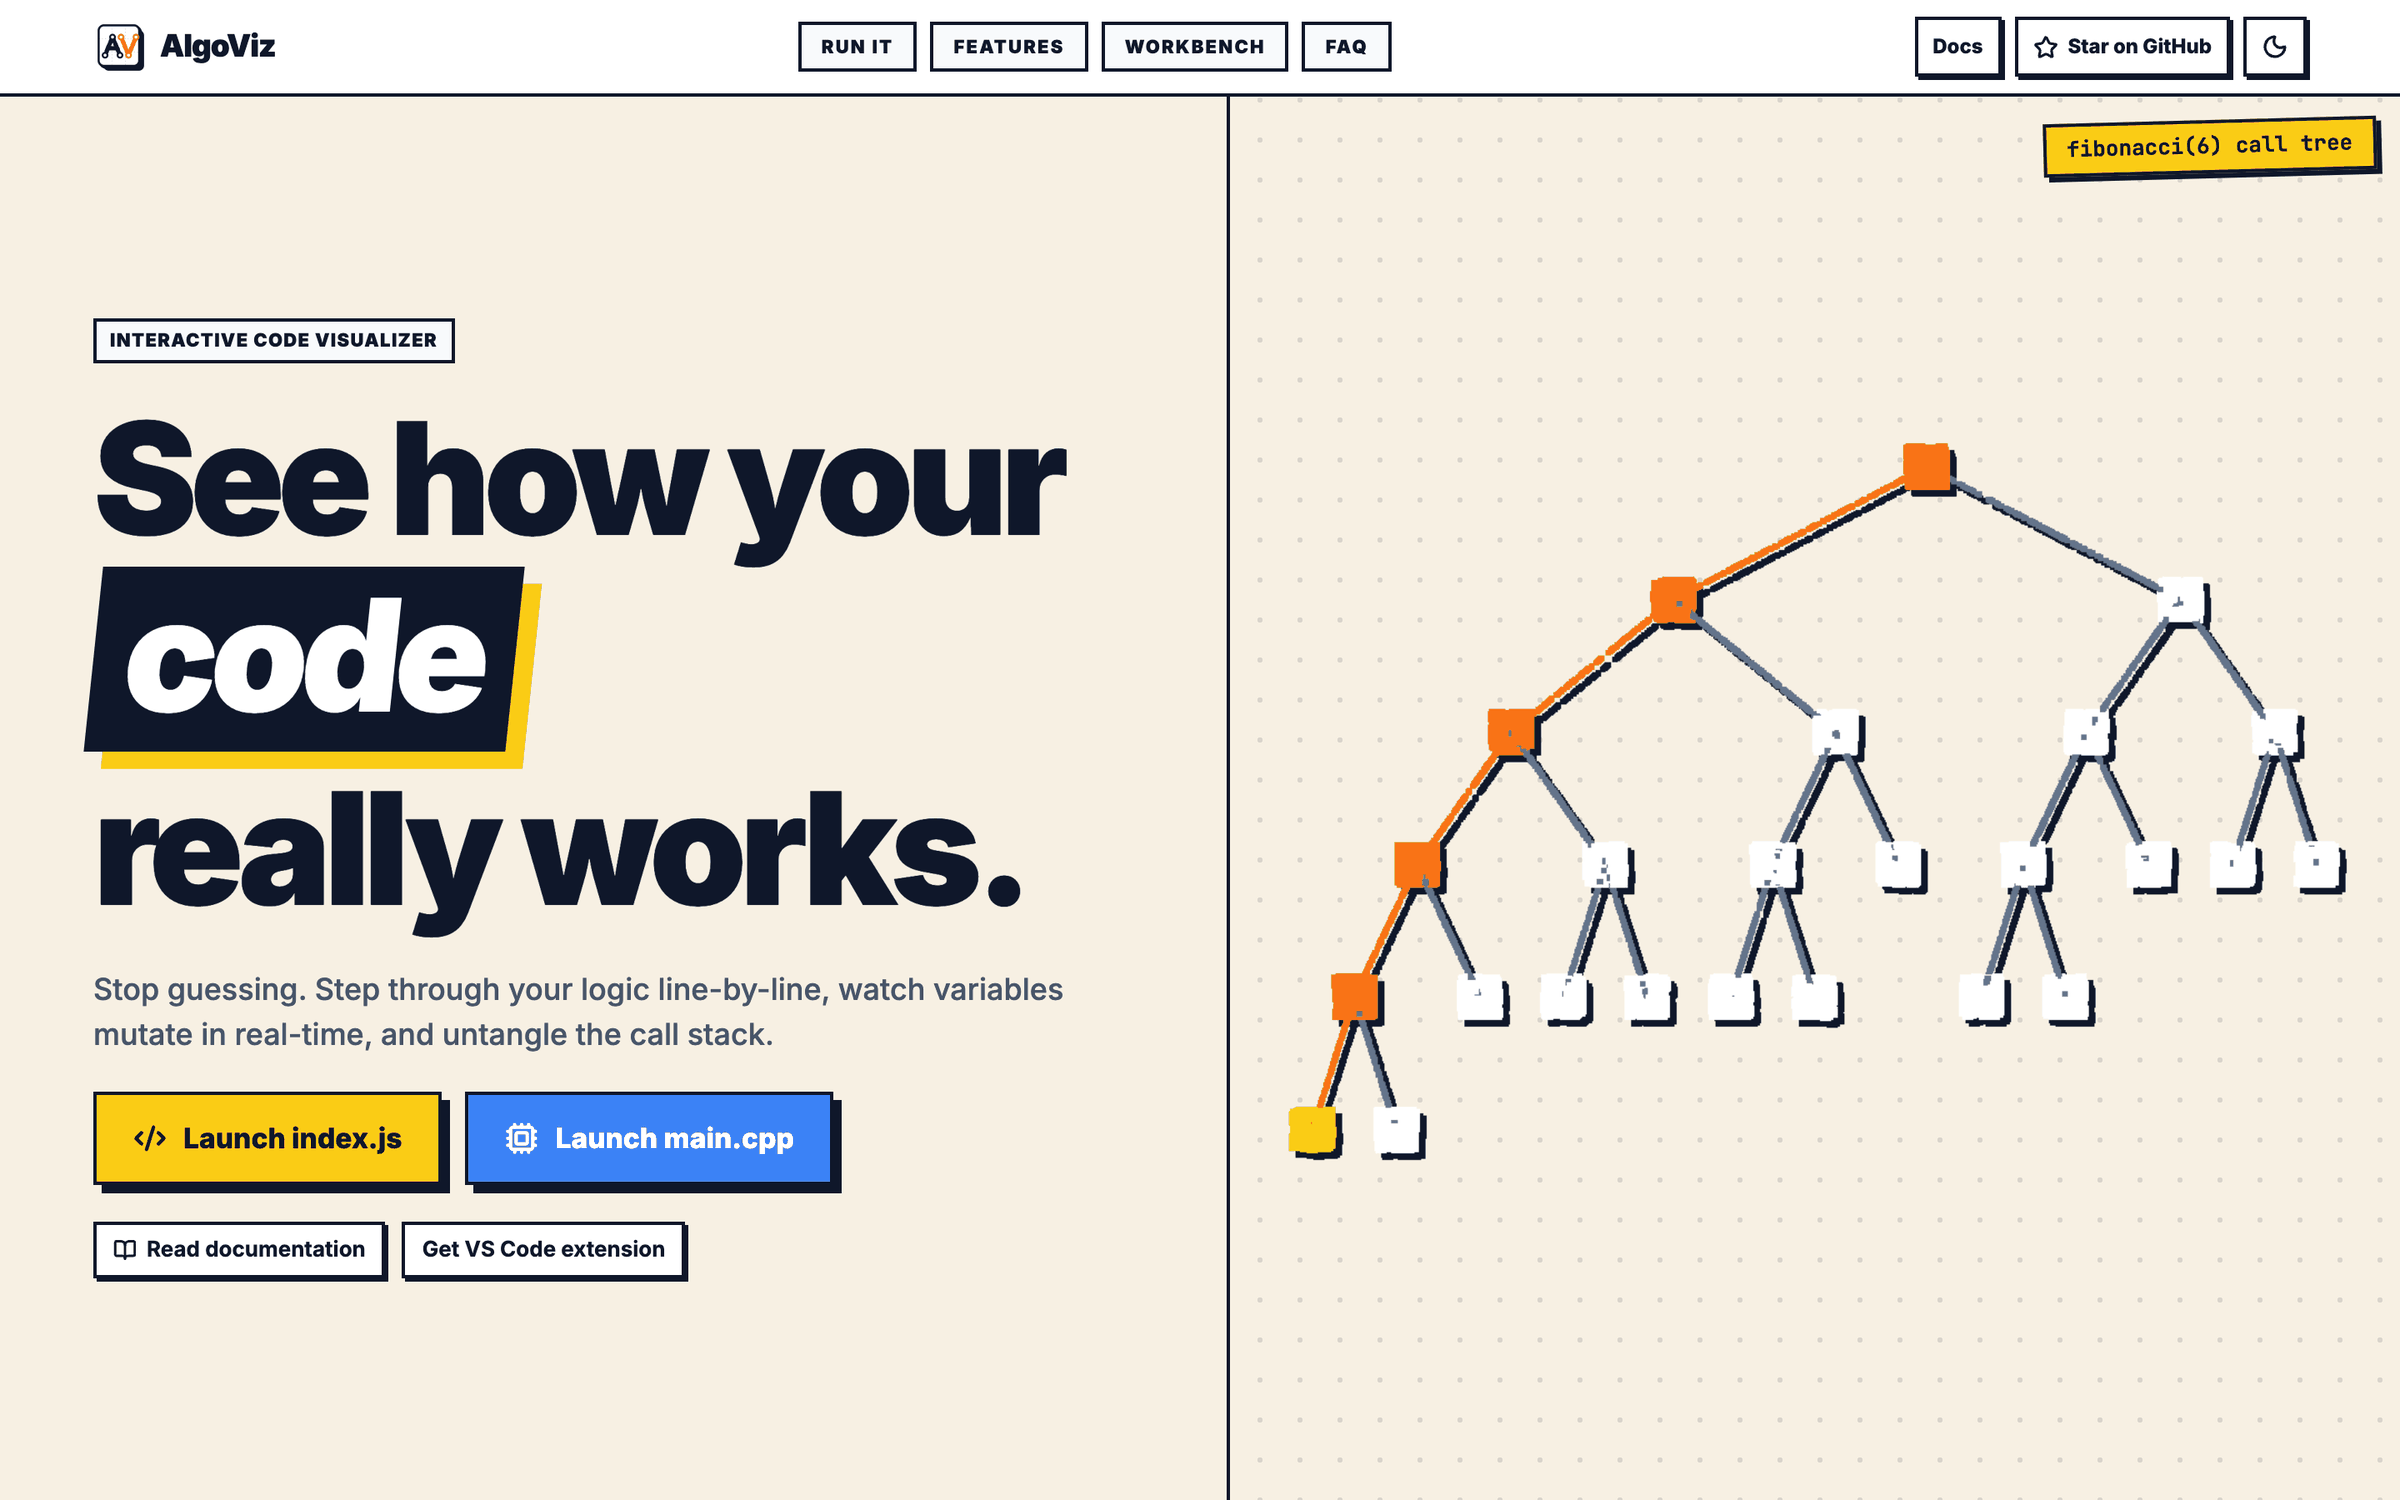 AV AlgoViz
RUN IT
FEATURES
WORKBENCH
FAQ
Docs
Star on GitHub
fibonacci(6) call tree
INTERACTIVE CODE VISUALIZER
See how your
code
really works.
Stop guessing. Step through your logic line-by-line, watch variables
mutate in real-time, and untangle the call stack.
</> Launch index.js
Launch main.cpp
Read documentation
Get VS Code extension